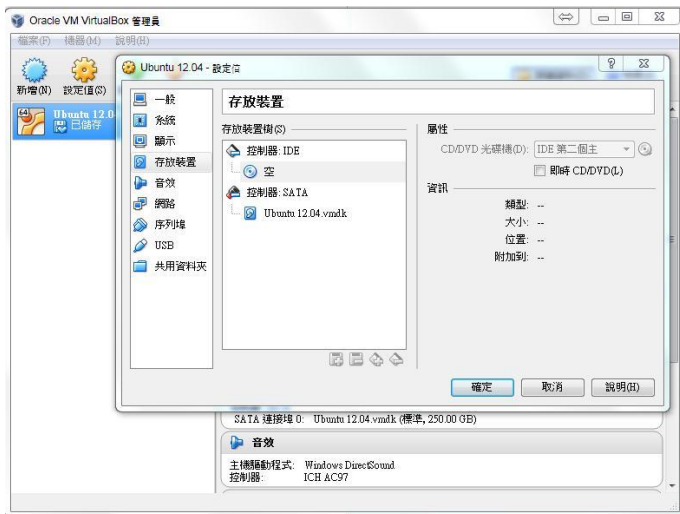 Oracle VM VirtualBox 管理員
檔案(F) 機器(M) 說明(H)
新增(N) 設定值(S)
Ubuntu 12.0
已儲存
Ubuntu 12.04 - 設定值
一般
系統
顯示
存放裝置
音效
網路
序列埠
USB
共用資料夾
存放裝置
存放裝置樹(S)
控制器: IDE
空
控制器: SATA
Ubuntu 12.04.vmdk
屬性
CD/DVD 光碟機(D): IDE 第二個主
即時 CD/DVD(L)
資訊
類型: --
大小: --
位置: --
附加到: --
確定 取消 說明(H)
SATA 連接埠 0: Ubuntu 12.04.vmdk (標準, 250.00 GB)
音效
主機驅動程式: Windows DirectSound
控制器: ICH AC97